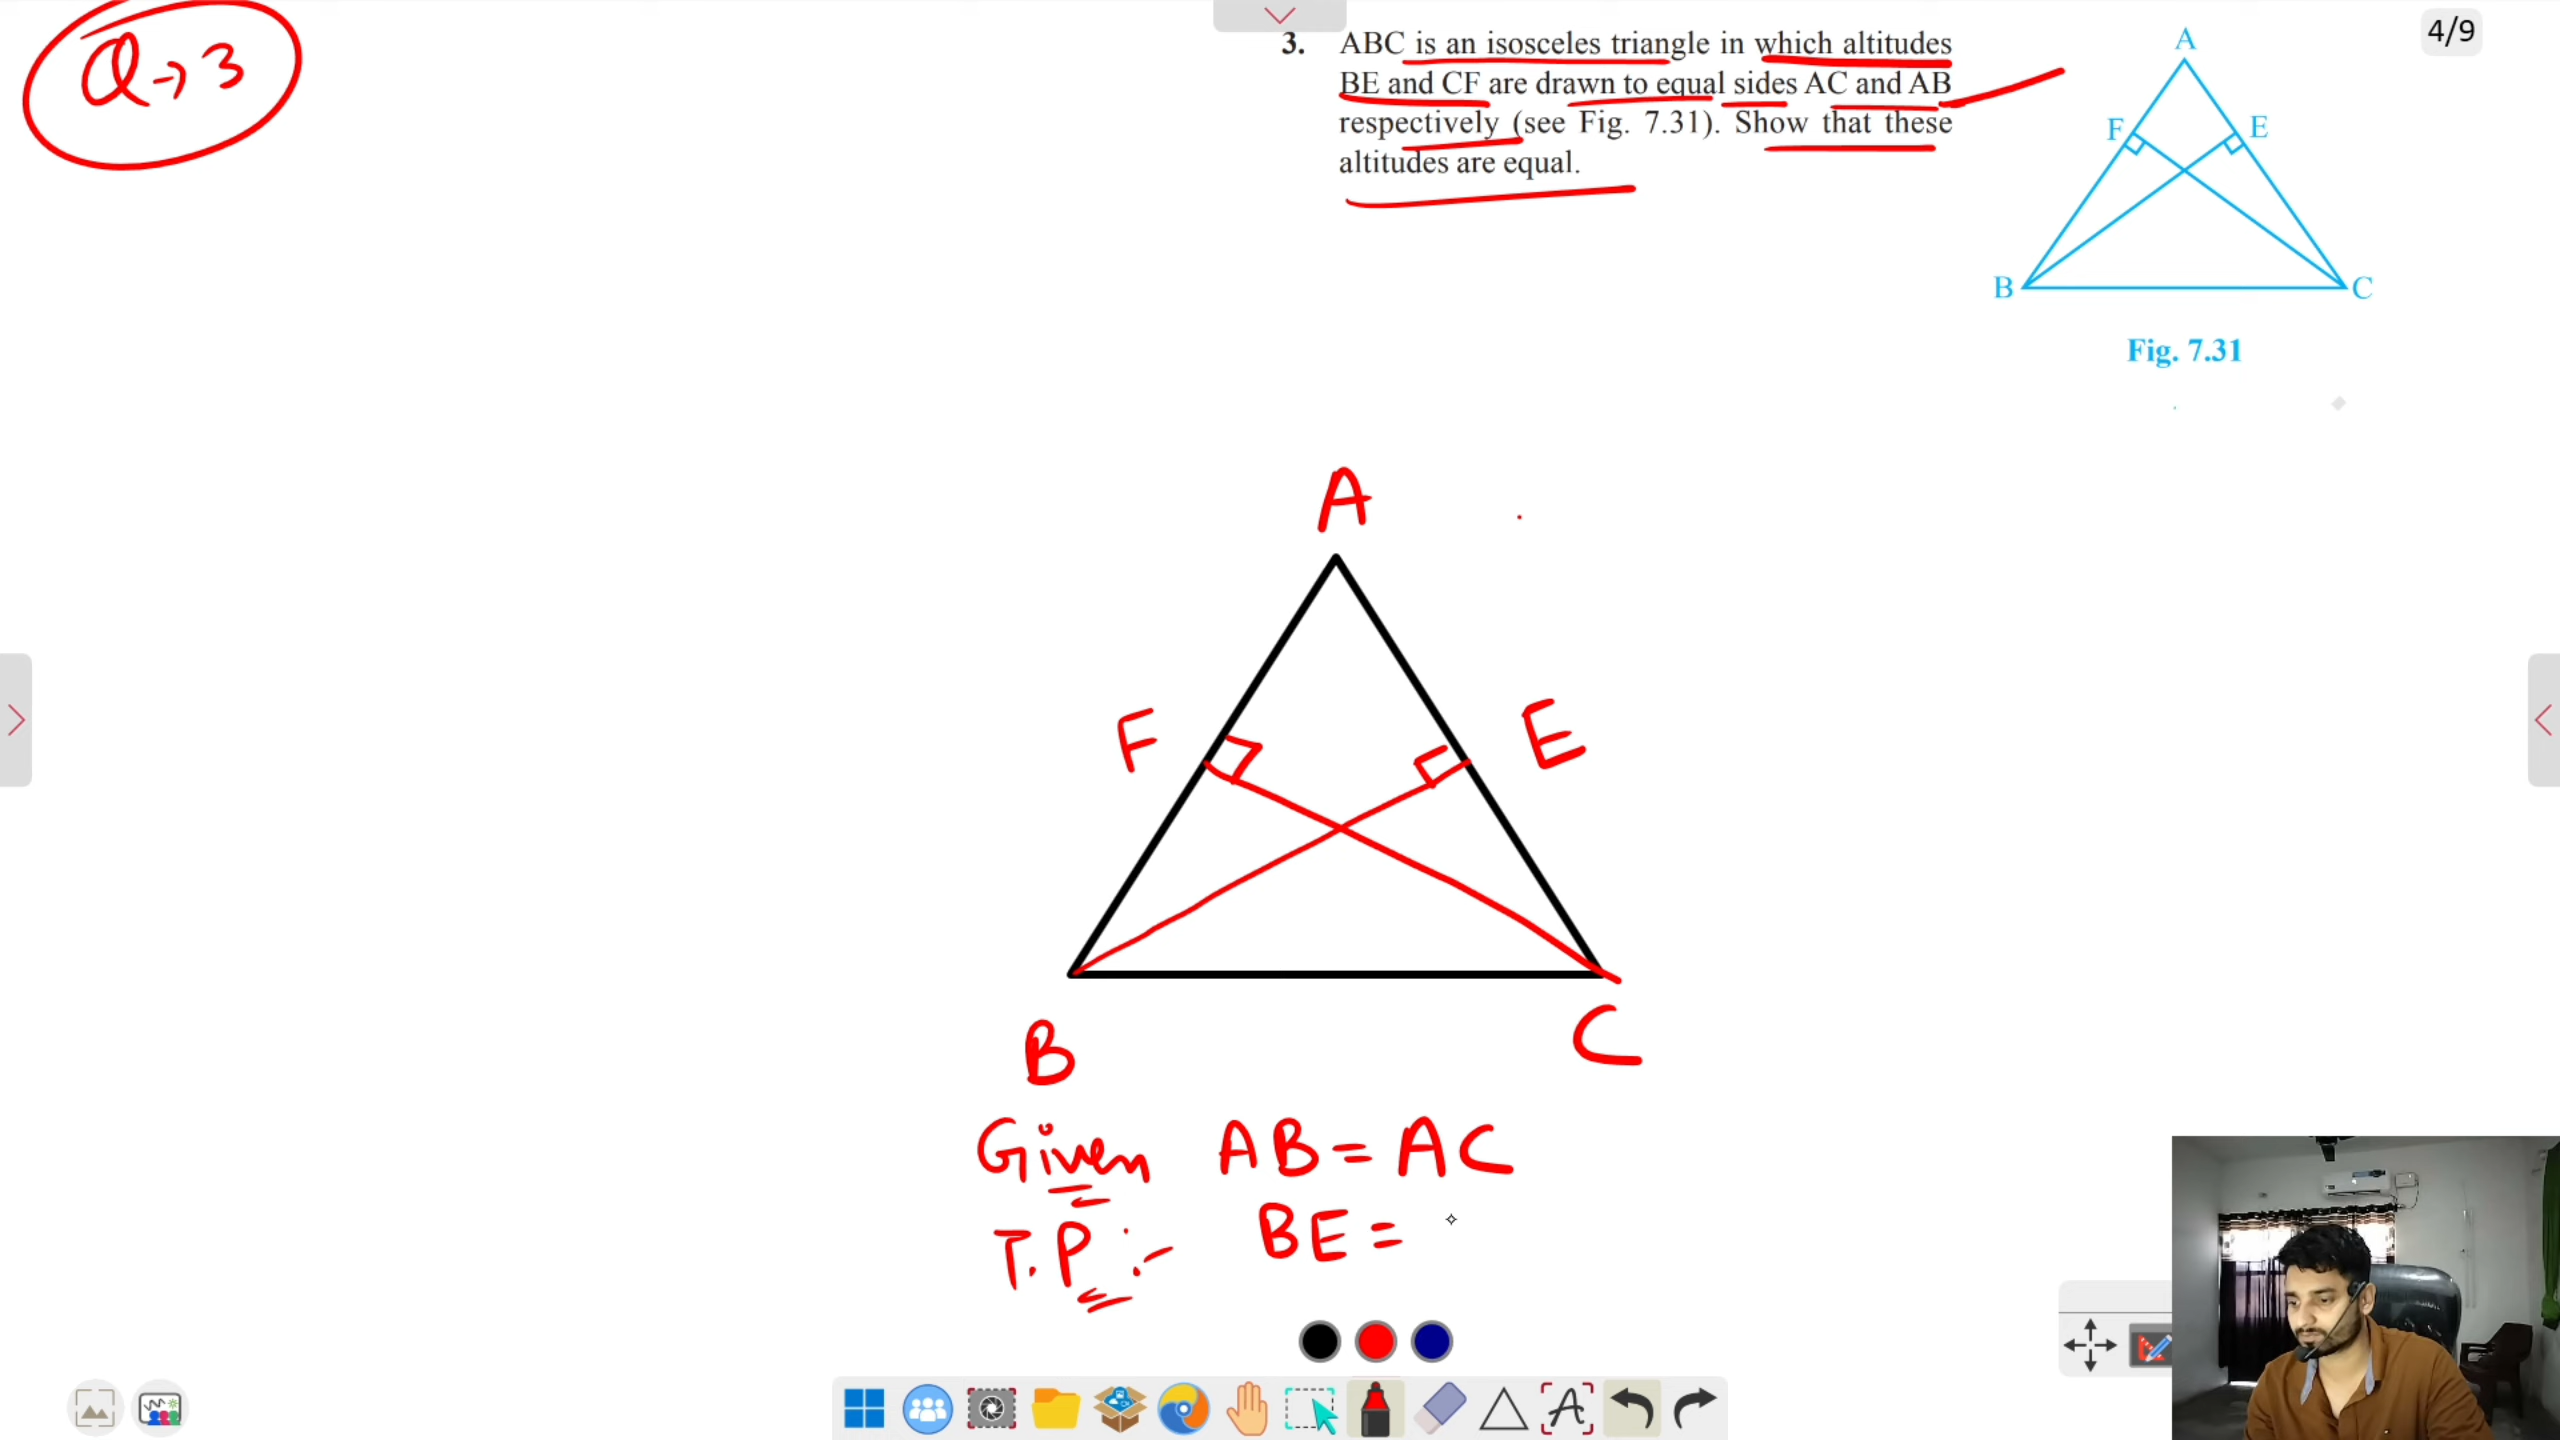 Q → 3
3. ABC is an isosceles triangle in which altitudes
BE and CF are drawn to equal sides AC and AB
respectively (see Fig. 7.31). Show that these
altitudes are equal.
4/9
A
F
E
B
C
Fig. 7.31
A
F
E
B
C
Given AB = AC
T.P :- BE =